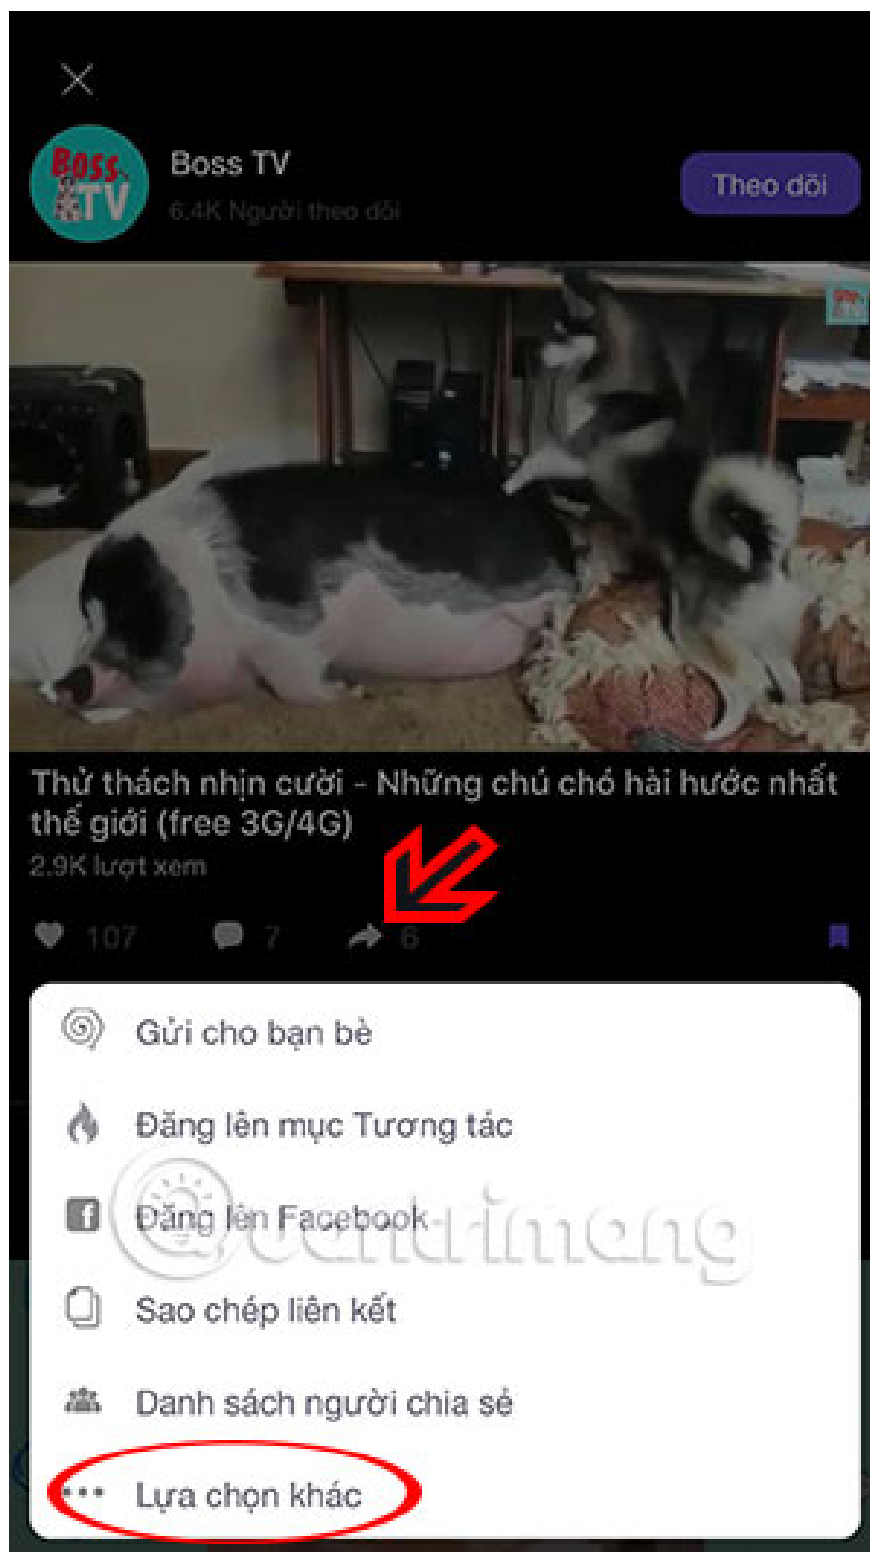 BOSS
TV
Boss TV
6.4K Người theo dõi
Theo dõi
Thử thách nhịn cười - Những chú chó hài hước nhất
thế giới (free 3G/4G)
2.9K lượt xem
107
7
6
Gửi cho bạn bè
Đăng lên mục Tương tác
Đăng lên Facebook
Quantrimang
Sao chép liên kết
Danh sách người chia sẻ
Lựa chọn khác